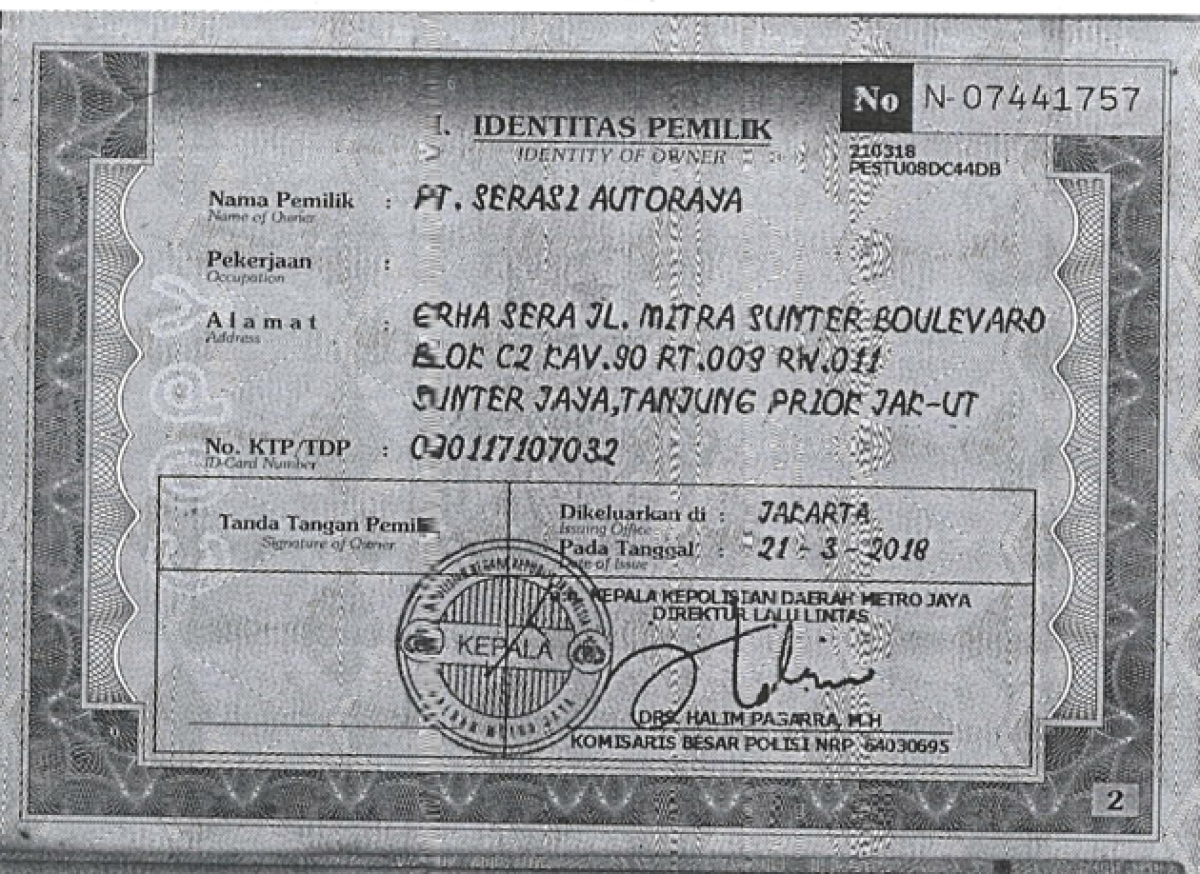 No N-07441757
I. IDENTITAS PEMILIK
IDENTITY OF OWNER
210318
PESTU08DC44DB
Nama Pemilik : PT. SERASI AUTORAYA
Name of Owner
Pekerjaan :
Occupation
Alamat : ERHA SERA JL. MITRA SUNTER BOULEVARD
Address
BLOK C2 KAV.90 RT.009 RW.011
SUNTER JAYA,TANJUNG PRIOK JAK-UT
No. KTP/TDP : 090117107032
ID-Card Number
Tanda Tangan Pemilik
Signature of Owner
Dikeluarkan di : JAKARTA
Issuing Office
Pada Tanggal : 21 - 3 - 2018
Date of Issue
KEPALA KEPOLISIAN DAERAH METRO JAYA
DIREKTUR LALU LINTAS
KEPALA
DRS. HALIM PAGARRA, M.H
KOMISARIS BESAR POLISI NRP 64030695
2
copy